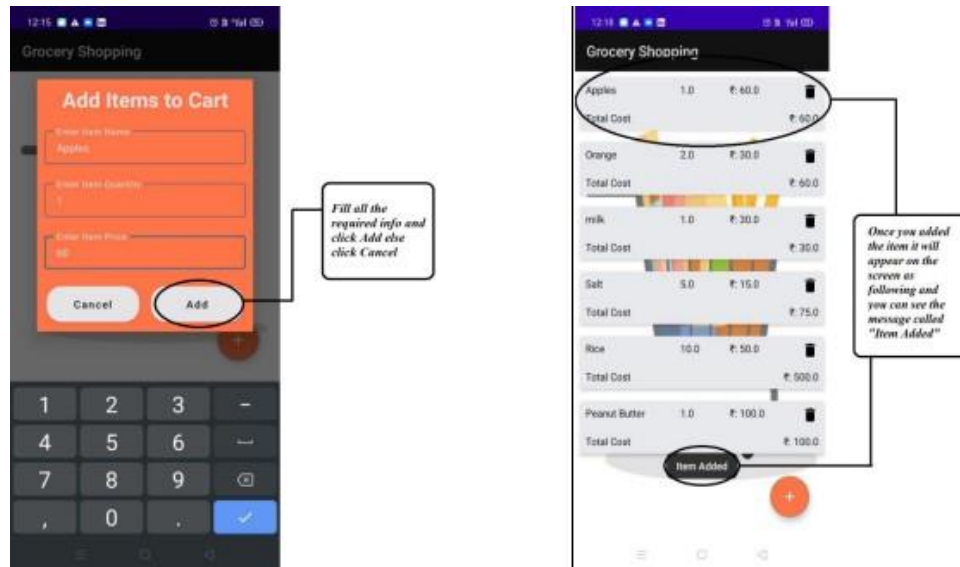 12:15
Grocery Shopping
Add Items to Cart
Enter Item Name
Apples
Enter Item Quantity
1
Enter Item Price
60
Cancel Add
+
1 2 3 -
4 5 6
7 8 9
, 0 .
Fill all the
required info and
click Add else
click Cancel
12:18
Grocery Shopping
Apples 1.0 ₹: 60.0
Total Cost ₹: 60.0
Orange 2.0 ₹: 30.0
Total Cost ₹: 60.0
milk 1.0 ₹: 30.0
Total Cost ₹: 30.0
Salt 5.0 ₹: 15.0
Total Cost ₹: 75.0
Rice 10.0 ₹: 50.0
Total Cost ₹: 500.0
Peanut Butter 1.0 ₹: 100.0
Total Cost ₹: 100.0
Item Added
+
Once you added
the item it will
appear on the
screen as
following and
you can see the
message called
"Item Added"